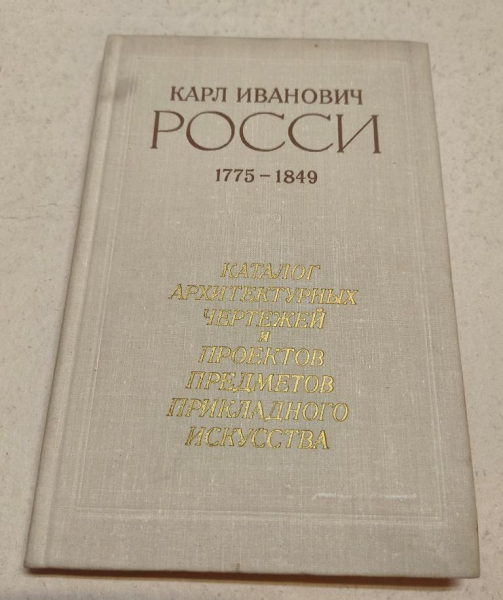 КАРЛ ИВАНОВИЧ
РОССИ
1775–1849
КАТАЛОГ
АРХИТЕКТУРНЫХ
ЧЕРТЕЖЕЙ
и
ПРОЕКТОВ
ПРЕДМЕТОВ
ПРИКЛАДНОГО
ИСКУССТВА